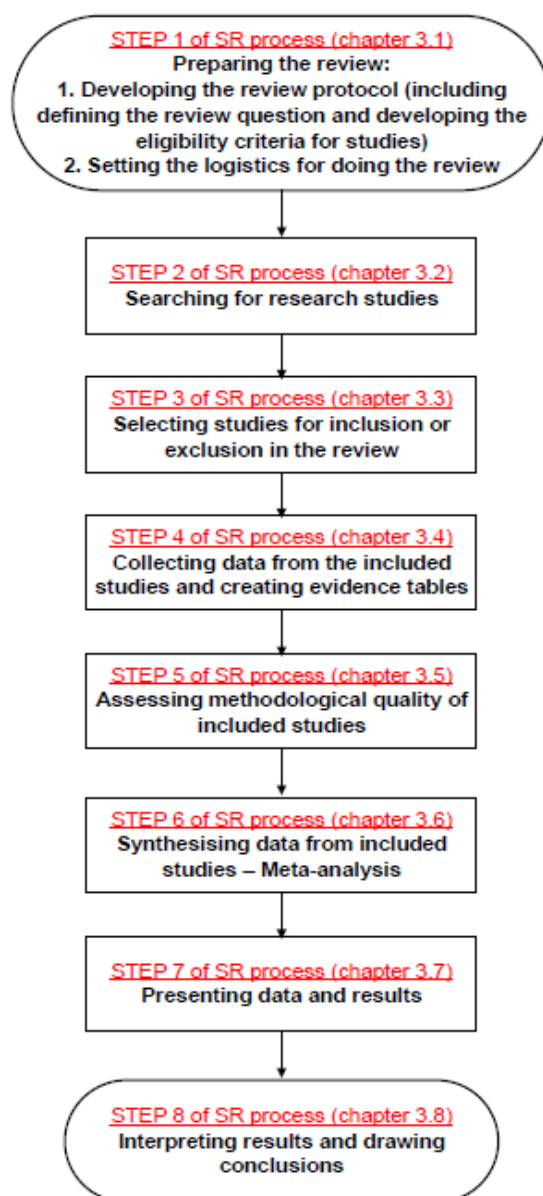 STEP 1 of SR process (chapter 3.1)
Preparing the review:
1. Developing the review protocol (including
defining the review question and developing the
eligibility criteria for studies)
2. Setting the logistics for doing the review
STEP 2 of SR process (chapter 3.2)
Searching for research studies
STEP 3 of SR process (chapter 3.3)
Selecting studies for inclusion or
exclusion in the review
STEP 4 of SR process (chapter 3.4)
Collecting data from the included
studies and creating evidence tables
STEP 5 of SR process (chapter 3.5)
Assessing methodological quality of
included studies
STEP 6 of SR process (chapter 3.6)
Synthesising data from included
studies – Meta-analysis
STEP 7 of SR process (chapter 3.7)
Presenting data and results
STEP 8 of SR process (chapter 3.8)
Interpreting results and drawing
conclusions